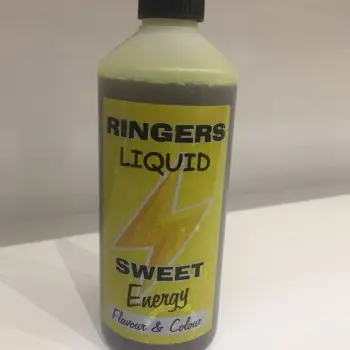 RINGERS
LIQUID
SWEET
Energy
Flavour & Colour